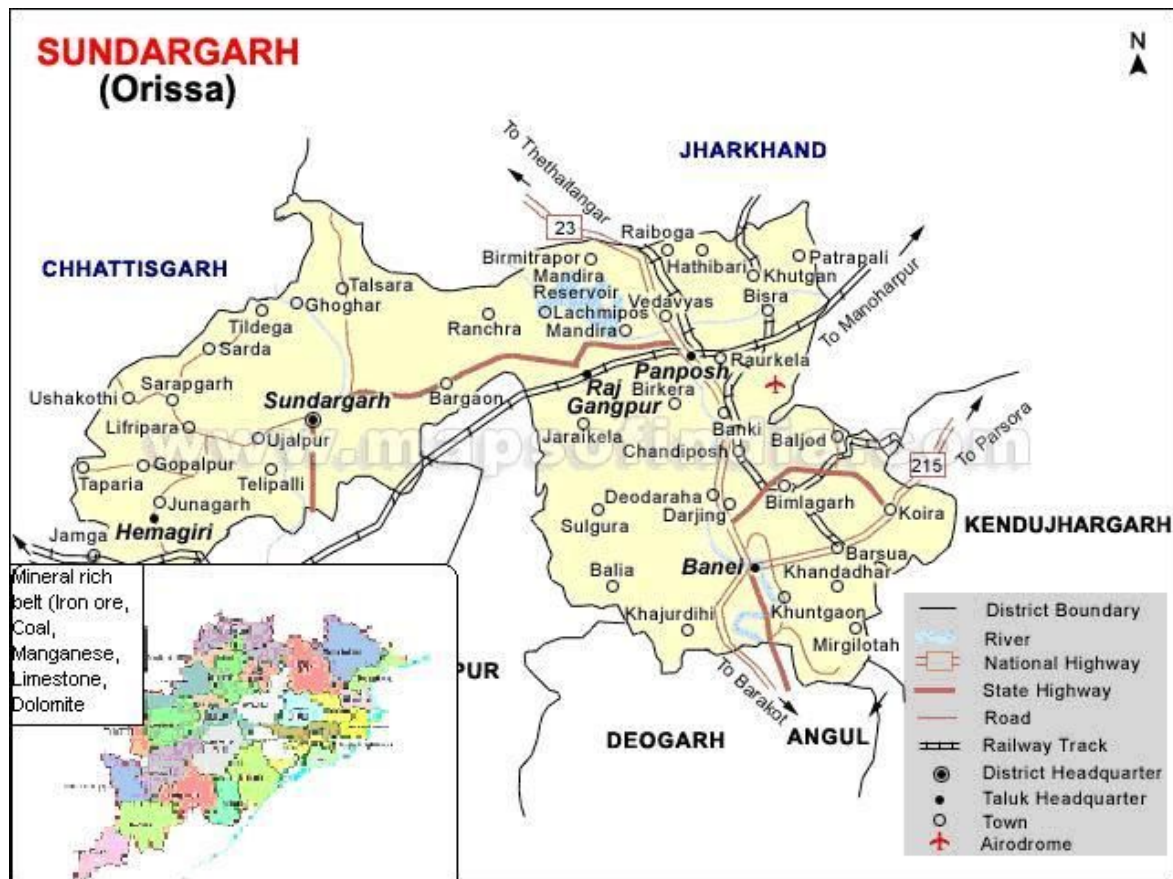 SUNDARGARH
(Orissa)
N
JHARKHAND
CHHATTISGARH
KENDUJHARGARH
DEOGARH
ANGUL
PUR
To Thethaitangar
To Manoharpur
To Parsora
To Barakot
23
215
Raiboga
Hathibari
Patrapali
Khutgan
Bisra
Birmitrapor
Mandira
Reservoir
Lachmipos
Mandira
Vedavyas
Talsara
Ghoghar
Tildega
Ranchra
Sarda
Raurkela
Panposh
Raj
Gangpur
Birkera
Ushakothi
Sarapgarh
Sundargarh
Bargaon
Lifripara
Ujalpur
Jaraikela
Banki
Baljod
www.mapsofindia.com
Chandiposh
Taparia
Gopalpur
Telipalli
Junagarh
Hemagiri
Jamga
Deodaraha
Darjing
Bimlagarh
Koira
Sulgura
Balia
Banei
Barsua
Khandadhar
Khajurdihi
Khuntgaon
Mirgilotah
Mineral rich
belt (Iron ore,
Coal,
Manganese,
Limestone,
Dolomite
District Boundary
River
National Highway
State Highway
Road
Railway Track
District Headquarter
Taluk Headquarter
Town
Airodrome